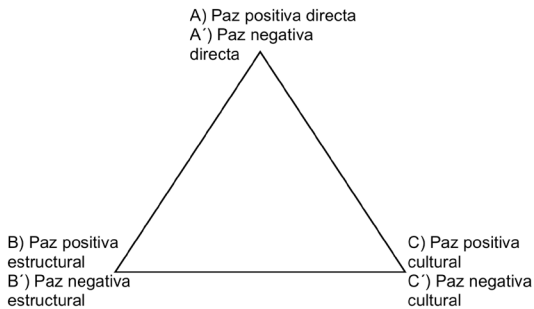 A) Paz positiva directa
A´) Paz negativa
directa
B) Paz positiva
estructural
B´) Paz negativa
estructural
C) Paz positiva
cultural
C´) Paz negativa
cultural